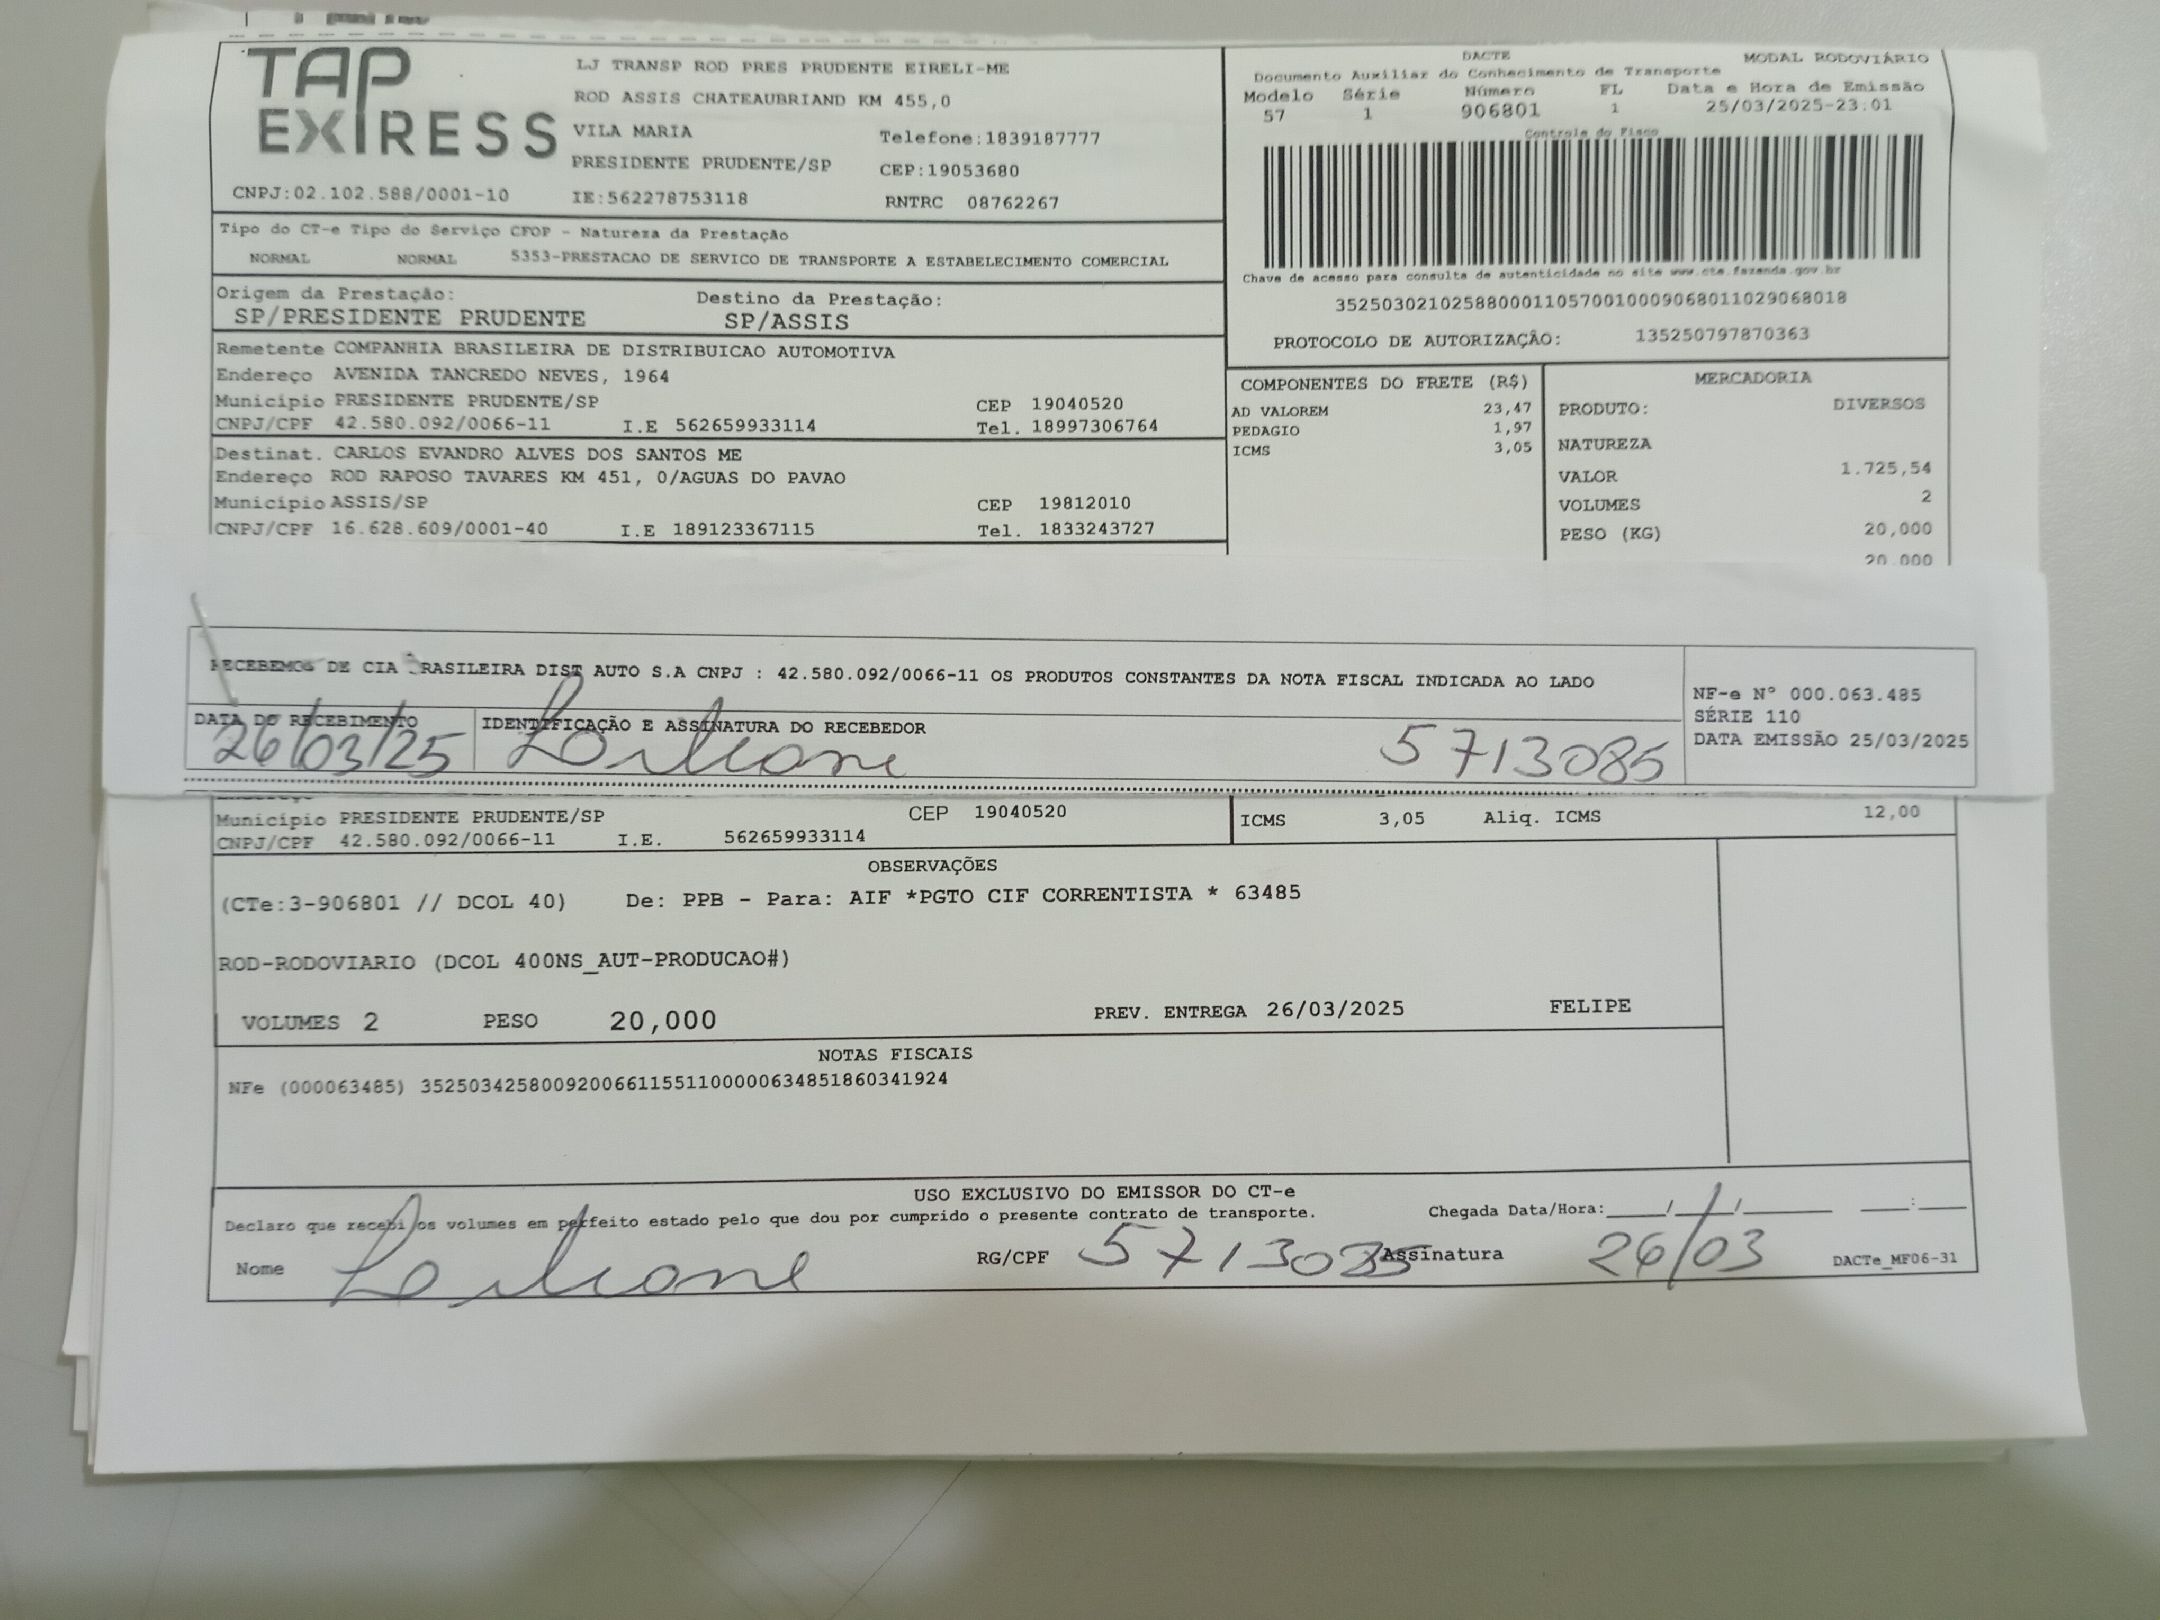 TAP
EXIRESS
LJ TRANSP ROD PRES PRUDENTE EIRELI-ME
ROD ASSIS CHATEAUBRIAND KM 455,0
VILA MARIA Telefone:1839187777
PRESIDENTE PRUDENTE/SP CEP:19053680
CNPJ:02.102.588/0001-10 IE:562278753118 RNTRC 08762267
DACTE MODAL RODOVIÁRIO
Documento Auxiliar do Conhecimento de Transporte
Modelo Série Número FL Data e Hora de Emissão
57 1 906801 1 25/03/2025-23:01
Controle do Fisco
Chave de acesso para consulta de autenticidade no site www.cte.fazenda.gov.br
35250302102588000110570010009068011029068018
PROTOCOLO DE AUTORIZAÇÃO: 135250797870363
Tipo do CT-e Tipo do Serviço CFOP - Natureza da Prestação
NORMAL NORMAL 5353-PRESTACAO DE SERVICO DE TRANSPORTE A ESTABELECIMENTO COMERCIAL
Origem da Prestação: Destino da Prestação:
SP/PRESIDENTE PRUDENTE SP/ASSIS
Remetente COMPANHIA BRASILEIRA DE DISTRIBUICAO AUTOMOTIVA
Endereço AVENIDA TANCREDO NEVES, 1964
Município PRESIDENTE PRUDENTE/SP CEP 19040520
CNPJ/CPF 42.580.092/0066-11 I.E 562659933114 Tel. 18997306764
Destinat. CARLOS EVANDRO ALVES DOS SANTOS ME
Endereço ROD RAPOSO TAVARES KM 451, 0/AGUAS DO PAVAO
Município ASSIS/SP CEP 19812010
CNPJ/CPF 16.628.609/0001-40 I.E 189123367115 Tel. 1833243727
COMPONENTES DO FRETE (R$)
AD VALOREM 23,47
PEDAGIO 1,97
ICMS 3,05
MERCADORIA
PRODUTO: DIVERSOS
NATUREZA
VALOR 1.725,54
VOLUMES 2
PESO (KG) 20,000
20,000
RECEBEMOS DE CIA BRASILEIRA DIST AUTO S.A CNPJ : 42.580.092/0066-11 OS PRODUTOS CONSTANTES DA NOTA FISCAL INDICADA AO LADO
DATA DO RECEBIMENTO IDENTIFICAÇÃO E ASSINATURA DO RECEBEDOR
26/03/25 5713085
NF-e N° 000.063.485
SÉRIE 110
DATA EMISSÃO 25/03/2025
Município PRESIDENTE PRUDENTE/SP CEP 19040520
CNPJ/CPF 42.580.092/0066-11 I.E. 562659933114
ICMS 3,05 Aliq. ICMS 12,00
OBSERVAÇÕES
(CTe:3-906801 // DCOL 40) De: PPB - Para: AIF *PGTO CIF CORRENTISTA * 63485
ROD-RODOVIARIO (DCOL 400NS_AUT-PRODUCAO#)
VOLUMES 2 PESO 20,000 PREV. ENTREGA 26/03/2025 FELIPE
NOTAS FISCAIS
NFe (000063485) 35250342580092006611551100000634851860341924
USO EXCLUSIVO DO EMISSOR DO CT-e
Declaro que recebi os volumes em perfeito estado pelo que dou por cumprido o presente contrato de transporte. Chegada Data/Hora:____/____/______ ____:____
Nome RG/CPF 5713085 Assinatura 26/03 DACTe_MF06-31